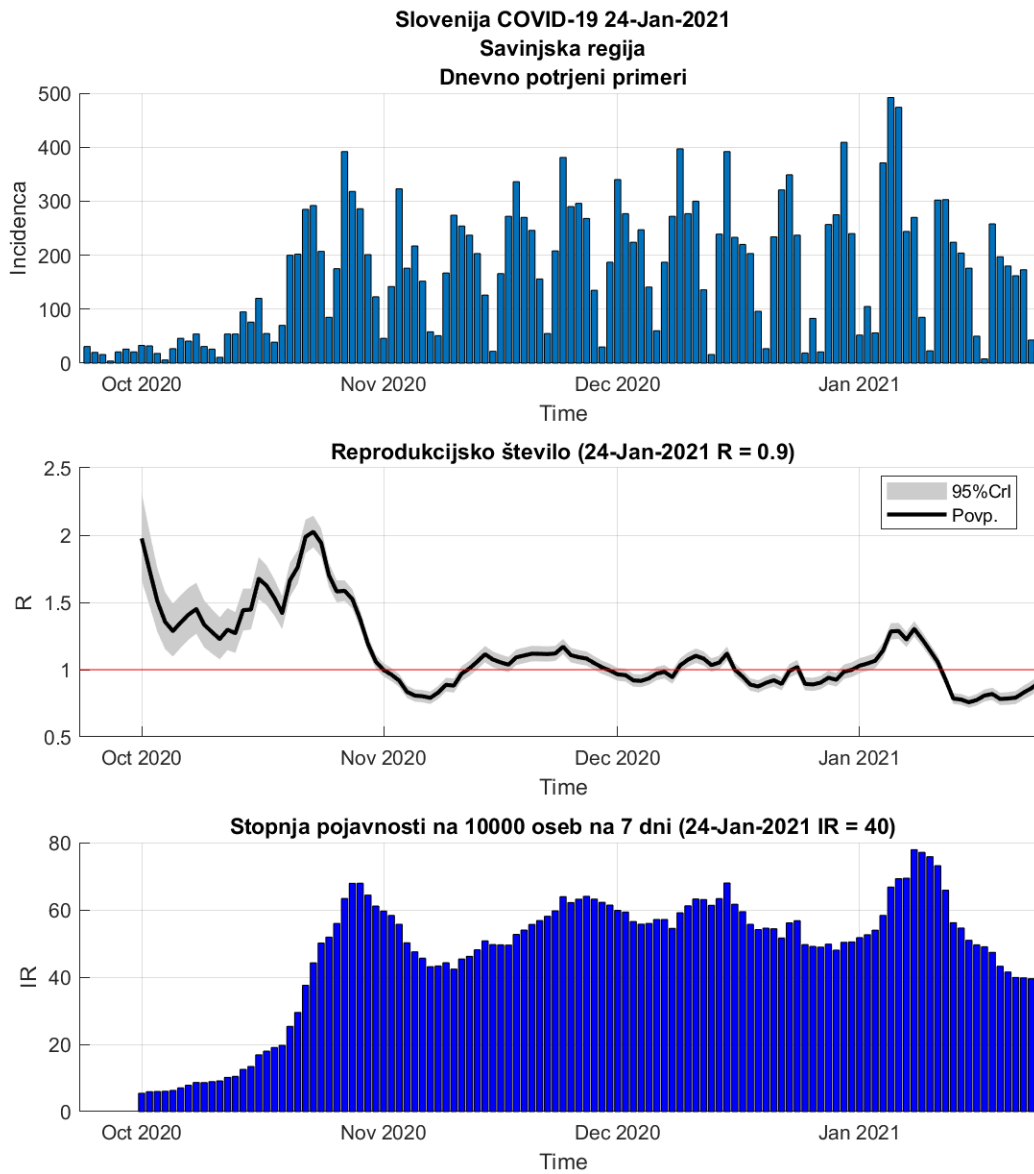 Slovenija COVID-19 24-Jan-2021
Savinjska regija
Dnevno potrjeni primeri
500
400
300
200
100
0
Incidenca
Oct 2020
Nov 2020
Dec 2020
Jan 2021
Time
Reprodukcijsko število (24-Jan-2021 R = 0.9)
2.5
2
1.5
1
0.5
R
95%CrI
Povp.
Oct 2020
Nov 2020
Dec 2020
Jan 2021
Time
Stopnja pojavnosti na 10000 oseb na 7 dni (24-Jan-2021 IR = 40)
80
60
40
20
0
IR
Oct 2020
Nov 2020
Dec 2020
Jan 2021
Time